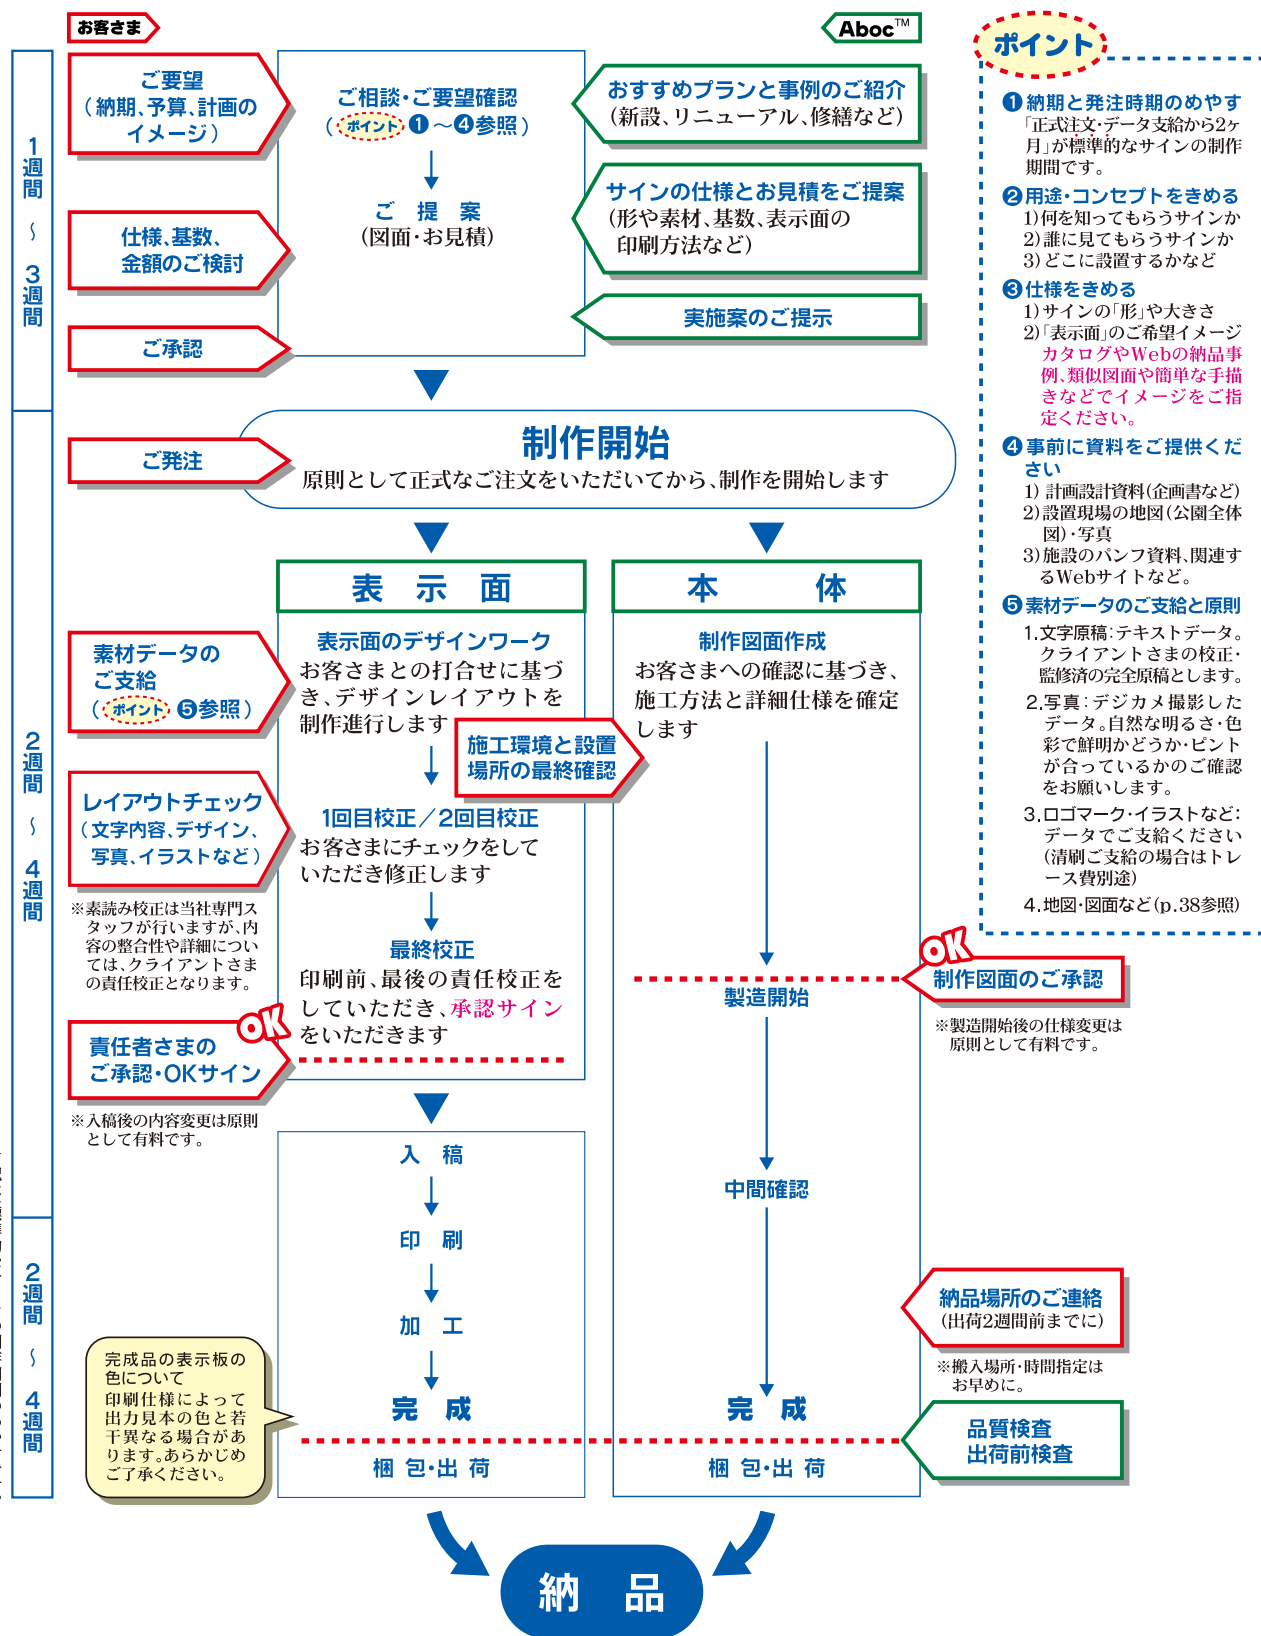 お客さま
Aboc™
1週間～3週間
ご要望
（納期、予算、計画の
イメージ）
仕様、基数、
金額のご検討
ご承認
ご相談・ご要望確認
（ポイント❶～❹参照）
ご提案
（図面・お見積）
おすすめプランと事例のご紹介
（新設、リニューアル、修繕など）
サインの仕様とお見積をご提案
（形や素材、基数、表示面の
印刷方法など）
実施案のご提示
2週間～4週間
ご発注
制作開始
原則として正式なご注文をいただいてから、制作を開始します
表示面
本体
素材データの
ご支給
（ポイント❺参照）
レイアウトチェック
（文字内容、デザイン、
写真、イラストなど）
※素読み校正は当社専門ス
タッフが行いますが、内
容の整合性や詳細につい
ては、クライアントさま
の責任校正となります。
OK
責任者さまの
ご承認・OKサイン
※入稿後の内容変更は原則
として有料です。
表示面のデザインワーク
お客さまとの打合せに基づ
き、デザインレイアウトを
制作進行します
施工環境と設置
場所の最終確認
1回目校正／2回目校正
お客さまにチェックをして
いただき修正します
最終校正
印刷前、最後の責任校正を
していただき、承認サイン
をいただきます
制作図面作成
お客さまへの確認に基づき、
施工方法と詳細仕様を確定
します
OK
制作図面のご承認
※製造開始後の仕様変更は
原則として有料です。
製造開始
中間確認
2週間～4週間
入稿
印刷
加工
完成
梱包・出荷
完成品の表示板の
色について
印刷仕様によって
出力見本の色と若
干異なる場合があ
ります。あらかじめ
ご了承ください。
完成
梱包・出荷
納品場所のご連絡
（出荷2週間前までに）
※搬入場所・時間指定は
お早めに。
品質検査
出荷前検査
納品
ポイント
❶納期と発注時期のめやす
「正式注文・データ支給から2ヶ
月」が標準的なサインの制作
期間です。
❷用途・コンセプトをきめる
1)何を知ってもらうサインか
2)誰に見てもらうサインか
3)どこに設置するかなど
❸仕様をきめる
1)サインの「形」や大きさ
2)「表示面」のご希望イメージ
カタログやWebの納品事
例、類似図面や簡単な手描
きなどでイメージをご指
定ください。
❹事前に資料をご提供くだ
さい
1) 計画設計資料(企画書など)
2)設置現場の地図(公園全体
図)・写真
3)施設のパンフ資料、関連す
るWebサイトなど。
❺素材データのご支給と原則
1.文字原稿：テキストデータ。
クライアントさまの校正・
監修済の完全原稿とします。
2.写真：デジカメ撮影した
データ。自然な明るさ・色
彩で鮮明かどうか・ピント
が合っているかのご確認
をお願いします。
3.ロゴマーク・イラストなど：
データでご支給ください
（清刷ご支給の場合はトレ
ース費別途）
4.地図・図面など(p.38参照)